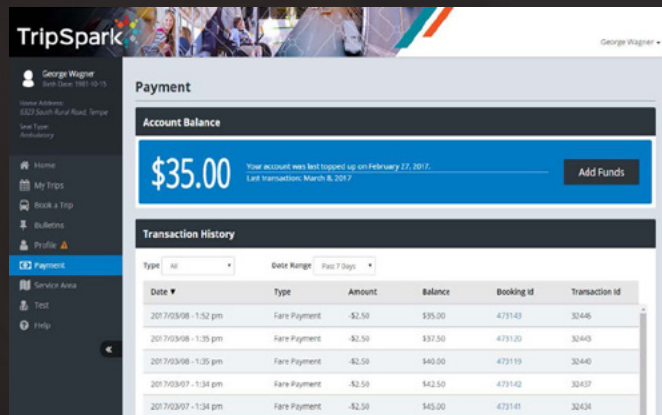 TripSpark
George Wagner
George Wagner
Birth Date: 1981-10-15
Home Address:
5323 South Rural Road, Tempe
Seat Type:
Ambulatory
Home
My Trips
Book a Trip
Bulletins
Profile
Payment
Service Area
Test
Help
Payment
Account Balance
$35.00
Your account was last topped up on February 27, 2017.
Last transaction: March 8, 2017
Add Funds
Transaction History
Type All Date Range Past 7 Days
Date ▼ Type Amount Balance Booking Id Transaction Id
2017/03/08 - 1:52 pm Fare Payment -$2.50 $35.00 473143 32446
2017/03/08 - 1:35 pm Fare Payment -$2.50 $37.50 473120 32443
2017/03/08 - 1:35 pm Fare Payment -$2.50 $40.00 473119 32440
2017/03/07 - 1:34 pm Fare Payment -$2.50 $42.50 473142 32437
2017/03/07 - 1:34 pm Fare Payment -$2.50 $45.00 473141 32434